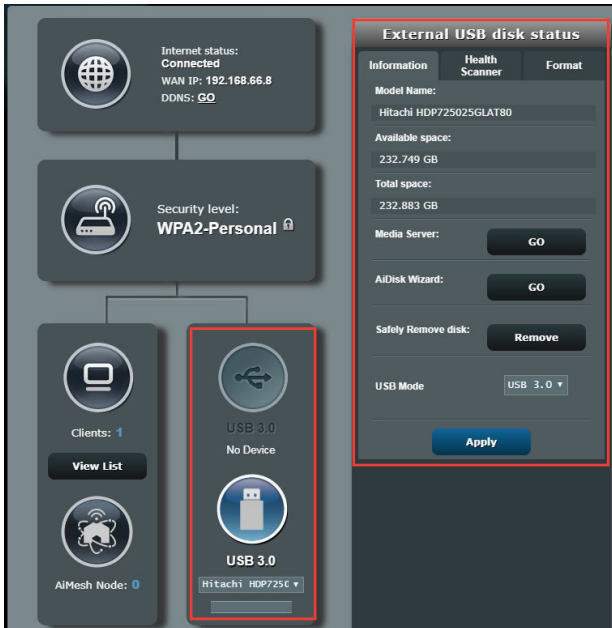 Internet status:
Connected
WAN IP: 192.168.66.8
DDNS: GO
Security level:
WPA2-Personal
Clients: 1
View List
AiMesh Node: 0
USB 3.0
No Device
USB 3.0
Hitachi HDP725C
External USB disk status
Information
Health
Scanner
Format
Model Name:
Hitachi HDP725025GLAT80
Available space:
232.749 GB
Total space:
232.883 GB
Media Server:
GO
AiDisk Wizard:
GO
Safely Remove disk:
Remove
USB Mode
USB 3.0
Apply